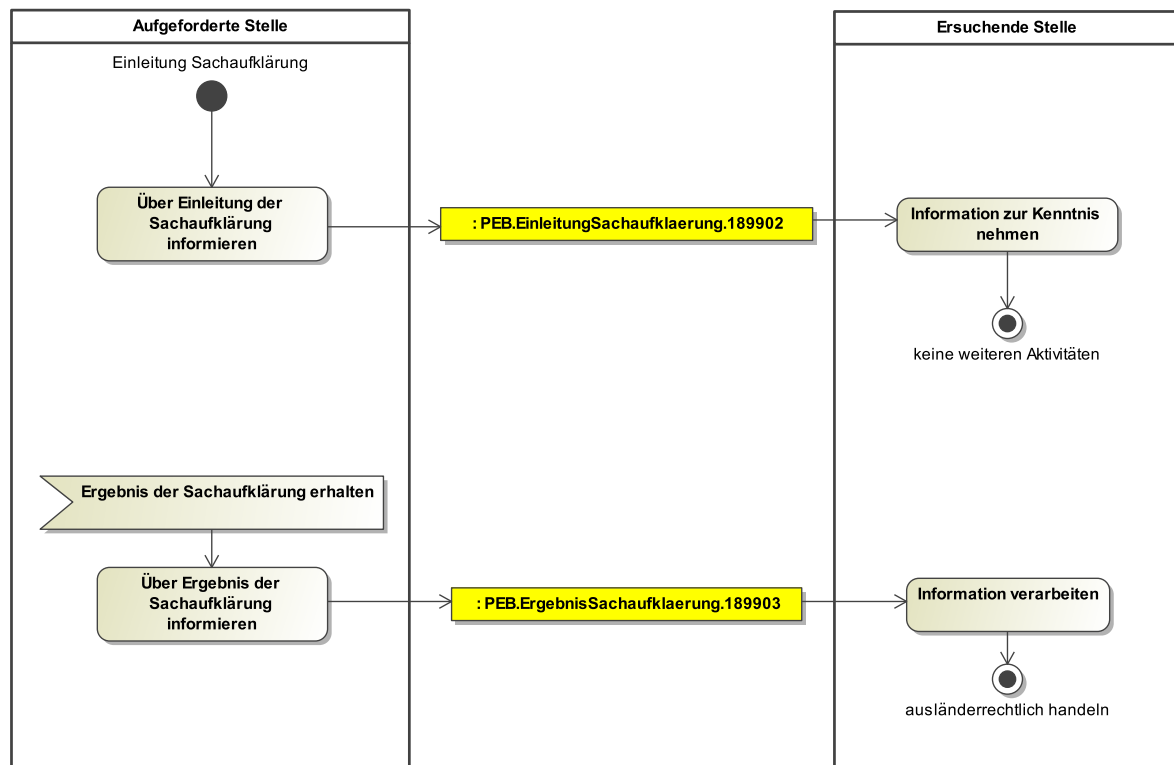 Aufgeforderte Stelle
Ersuchende Stelle
Einleitung Sachaufklärung
Über Einleitung der
Sachaufklärung
informieren
: PEB.EinleitungSachaufklaerung.189902
Information zur Kenntnis
nehmen
keine weiteren Aktivitäten
Ergebnis der Sachaufklärung erhalten
Über Ergebnis der
Sachaufklärung
informieren
: PEB.ErgebnisSachaufklaerung.189903
Information verarbeiten
ausländerrechtlich handeln